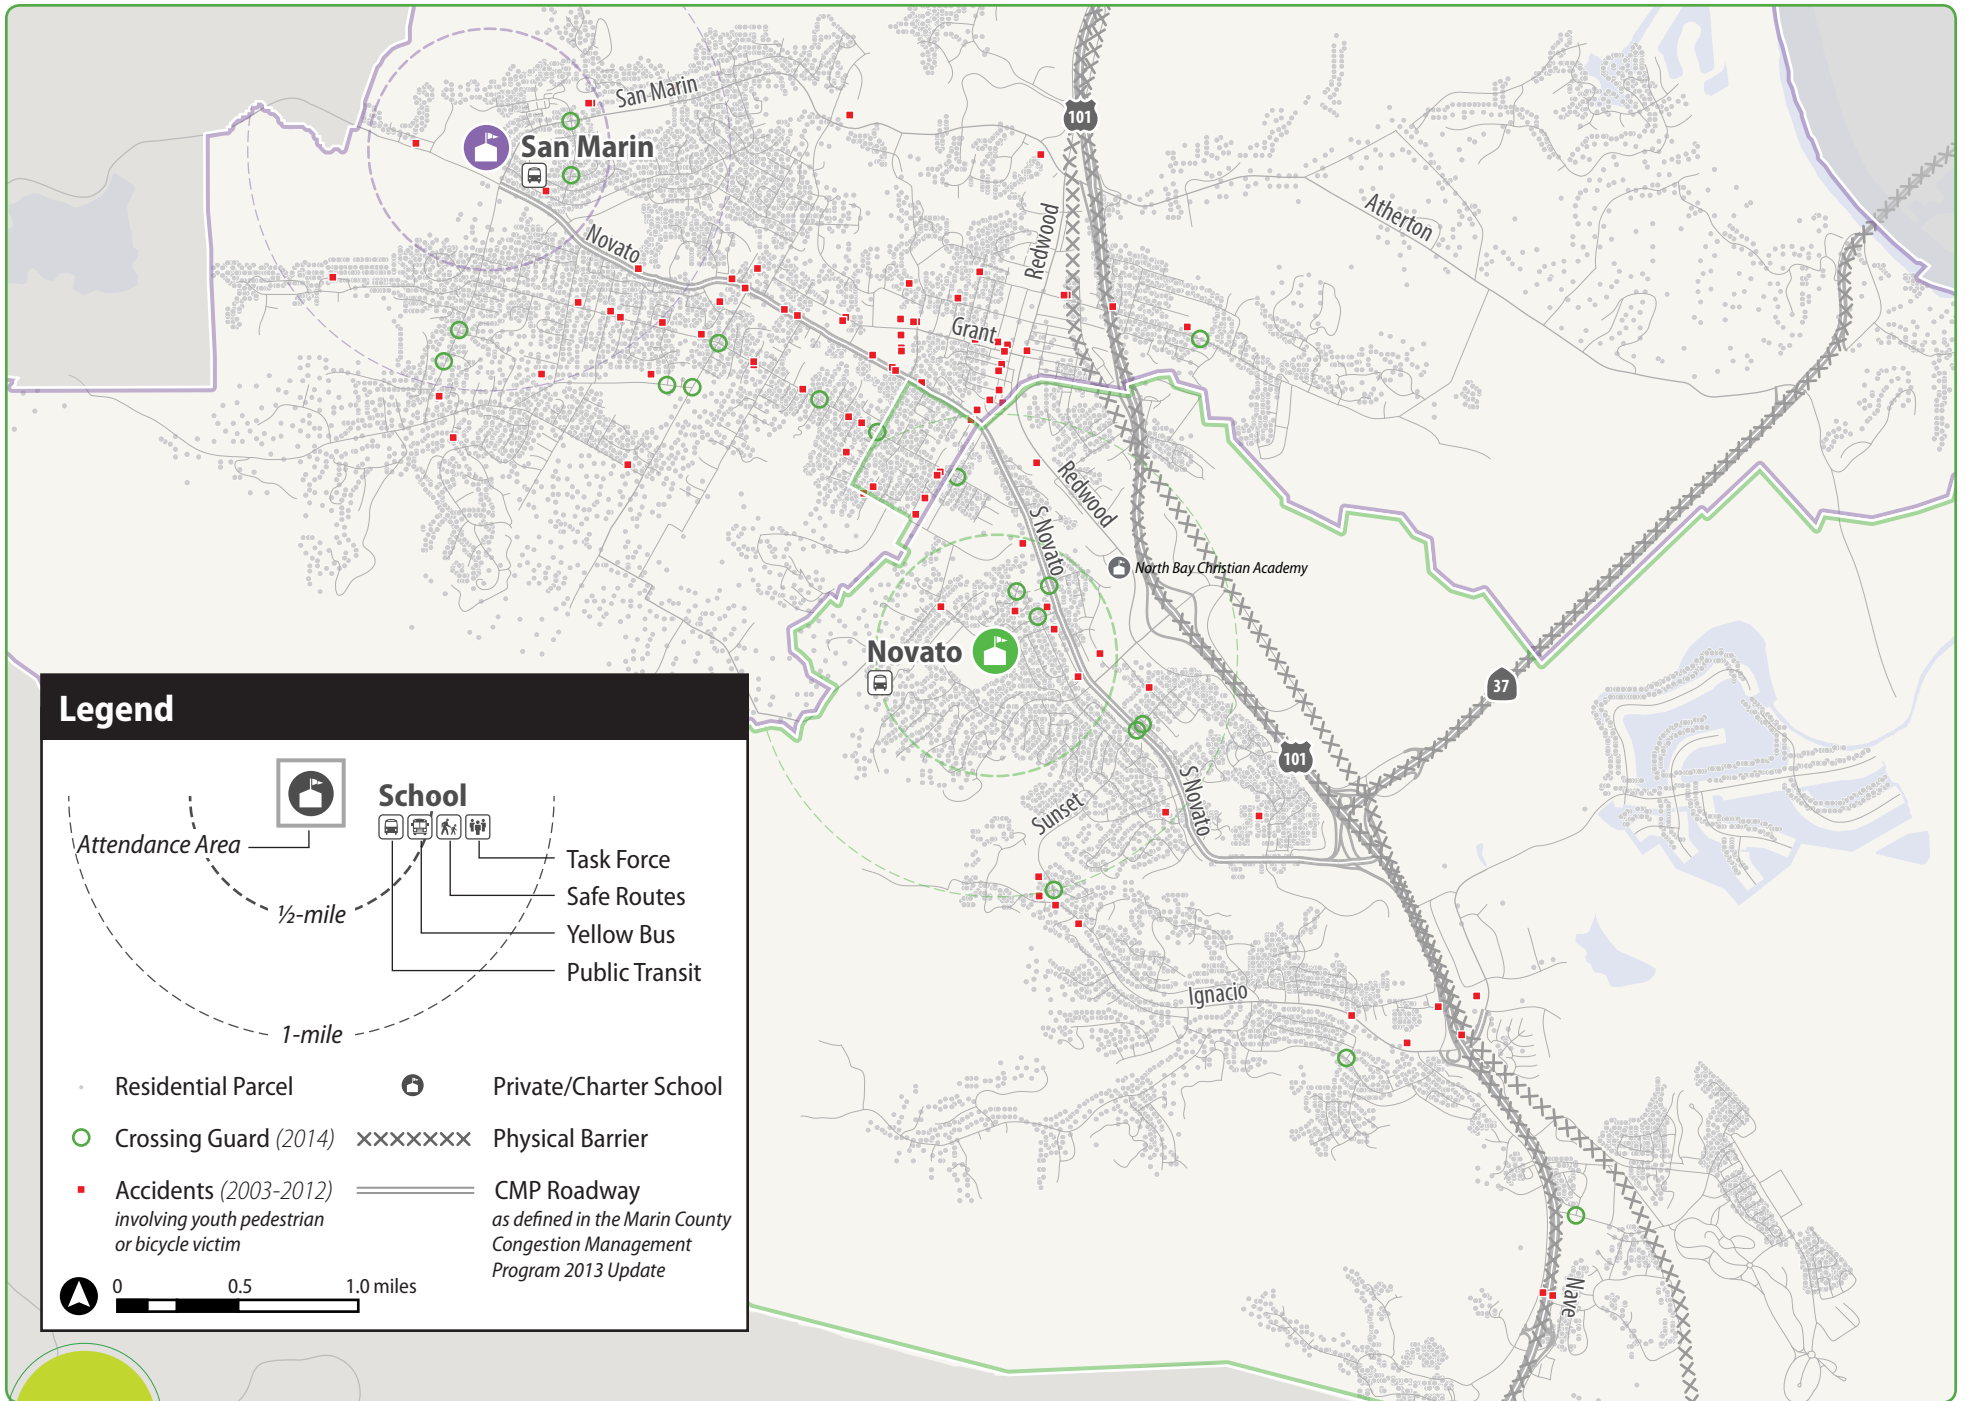 San Marin
101
San Marin
Atherton
Redwood
Novato
Grant
Redwood
S Novato
North Bay Christian Academy
Novato
37
101
S Novato
Sunset
Ignacio
Nave
Legend
School
Attendance Area
Task Force
Safe Routes
½-mile
Yellow Bus
Public Transit
1-mile
Residential Parcel
Private/Charter School
Crossing Guard (2014)
Physical Barrier
Accidents (2003-2012)
involving youth pedestrian
or bicycle victim
CMP Roadway
as defined in the Marin County
Congestion Management
Program 2013 Update
0 0.5 1.0 miles